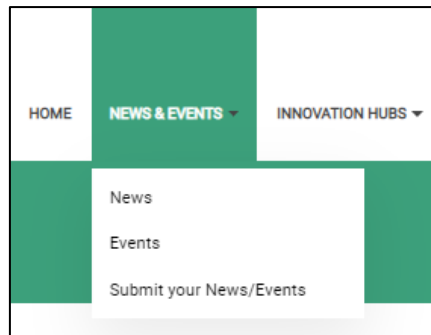 HOME NEWS & EVENTS INNOVATION HUBS
News
Events
Submit your News/Events